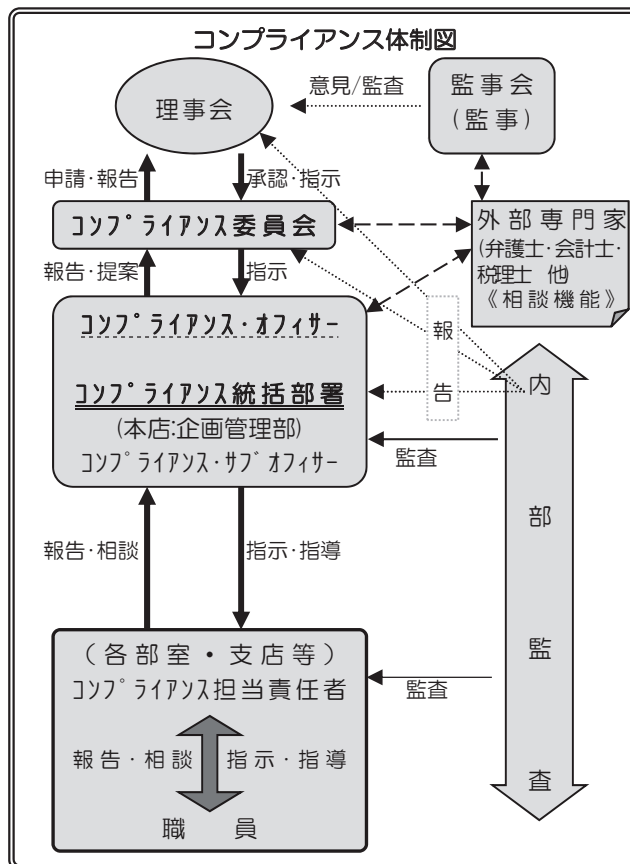 コンプライアンス体制図
理事会
意見/監査
監事会
(監事)
申請・報告
承認・指示
コンプライアンス委員会
外部専門家
(弁護士・会計士・
税理士 他)
《相談機能》
報告・提案
指示
コンプライアンス・オフィサー
コンプライアンス統括部署
(本店:企画管理部)
コンプライアンス・サブオフィサー
報
告
監査
内
部
監
査
報告・相談
指示・指導
(各部室・支店等)
コンプライアンス担当責任者
監査
報告・相談
指示・指導
職 員